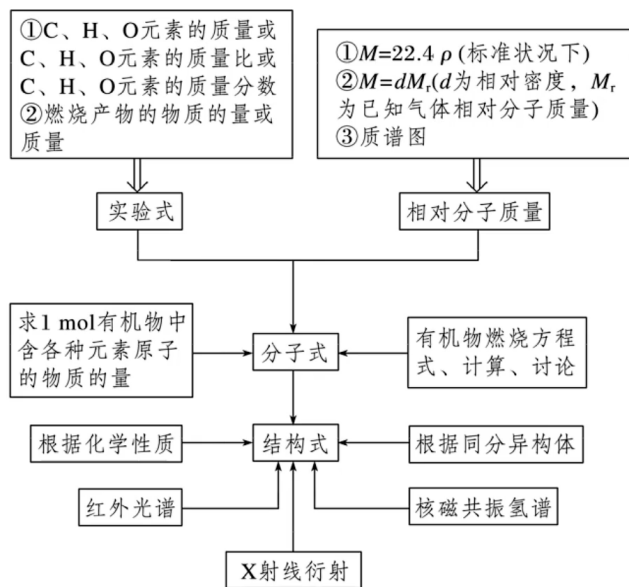 ①C、H、O元素的质量或
C、H、O元素的质量比或
C、H、O元素的质量分数
②燃烧产物的物质的量或
质量
①M=22.4 ρ (标准状况下)
②M=dMr(d为相对密度，Mr
为已知气体相对分子质量)
③质谱图
实验式
相对分子质量
求1 mol有机物中
含各种元素原子
的物质的量
分子式
有机物燃烧方程
式、计算、讨论
根据化学性质
结构式
根据同分异构体
红外光谱
核磁共振氢谱
X射线衍射